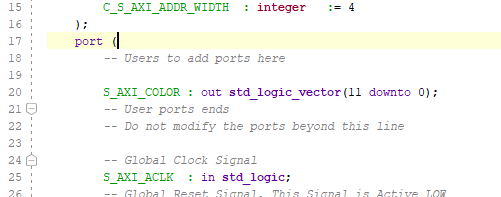 15 C_S_AXI_ADDR_WIDTH : integer := 4
16 );
17 port (
18 -- Users to add ports here
19
20 S_AXI_COLOR : out std_logic_vector(11 downto 0);
21 -- User ports ends
22 -- Do not modify the ports beyond this line
23
24 -- Global Clock Signal
25 S_AXI_ACLK : in std_logic;
26 -- Global Reset Signal. This Signal is Active LOW